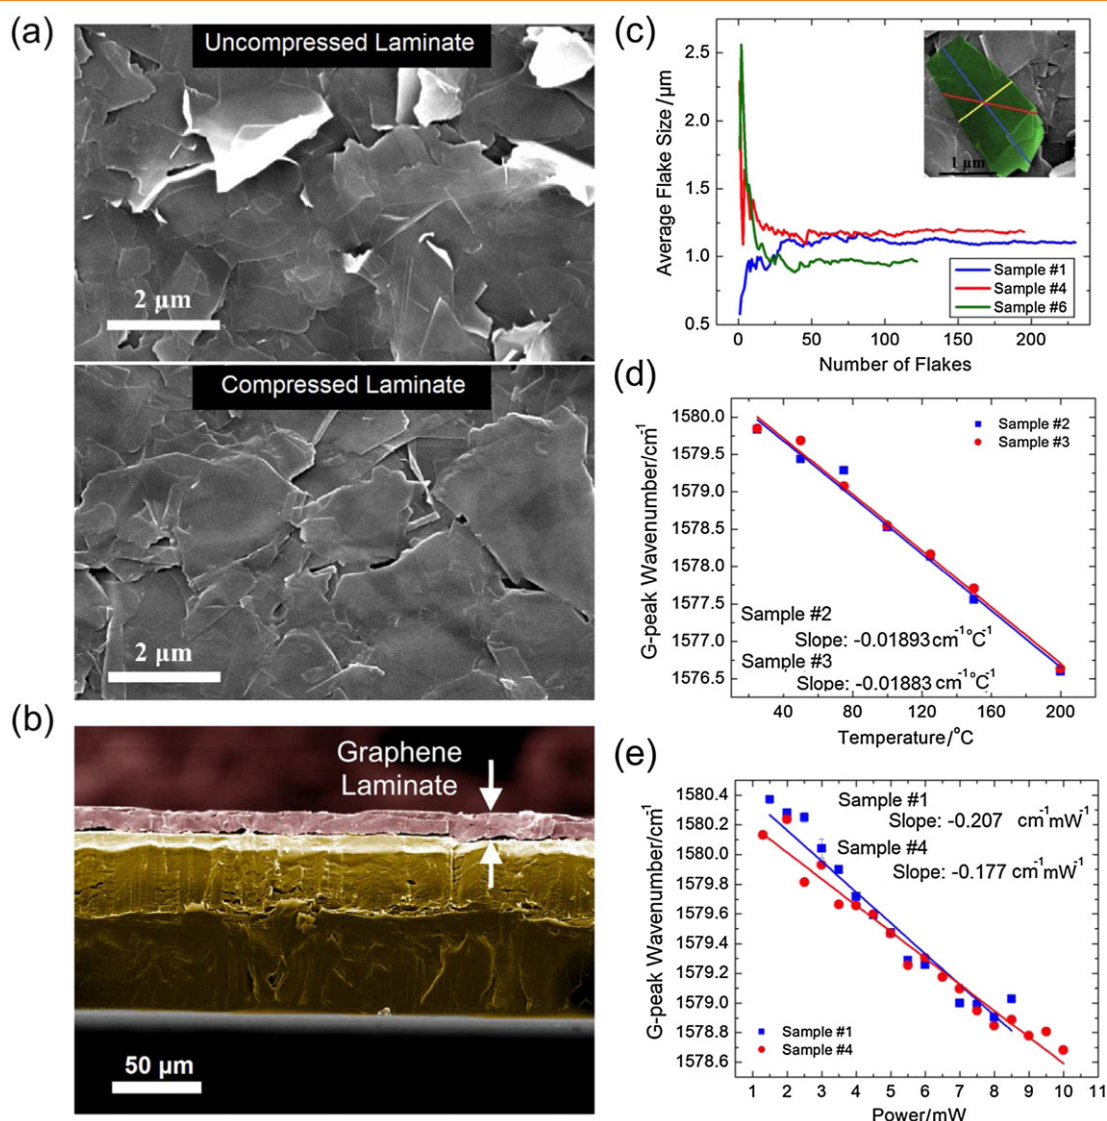 (a)
Uncompressed Laminate
2 µm
Compressed Laminate
2 µm
(b)
Graphene
Laminate
50 µm
(c)
Average Flake Size/µm
2.5
2.0
1.5
1.0
0.5
1 µm
Sample #1
Sample #4
Sample #6
0 50 100 150 200
Number of Flakes
(d)
G-peak Wavenumber/cm⁻¹
1580.0
1579.5
1579.0
1578.5
1578.0
1577.5
1577.0
1576.5
Sample #2
Sample #3
Sample #2
Slope: -0.01893 cm⁻¹°C⁻¹
Sample #3
Slope: -0.01883 cm⁻¹°C⁻¹
40 80 120 160 200
Temperature/°C
(e)
G-peak Wavenumber/cm⁻¹
1580.4
1580.2
1580.0
1579.8
1579.6
1579.4
1579.2
1579.0
1578.8
1578.6
Sample #1
Slope: -0.207 cm⁻¹mW⁻¹
Sample #4
Slope: -0.177 cm⁻¹mW⁻¹
Sample #1
Sample #4
1 2 3 4 5 6 7 8 9 10 11
Power/mW